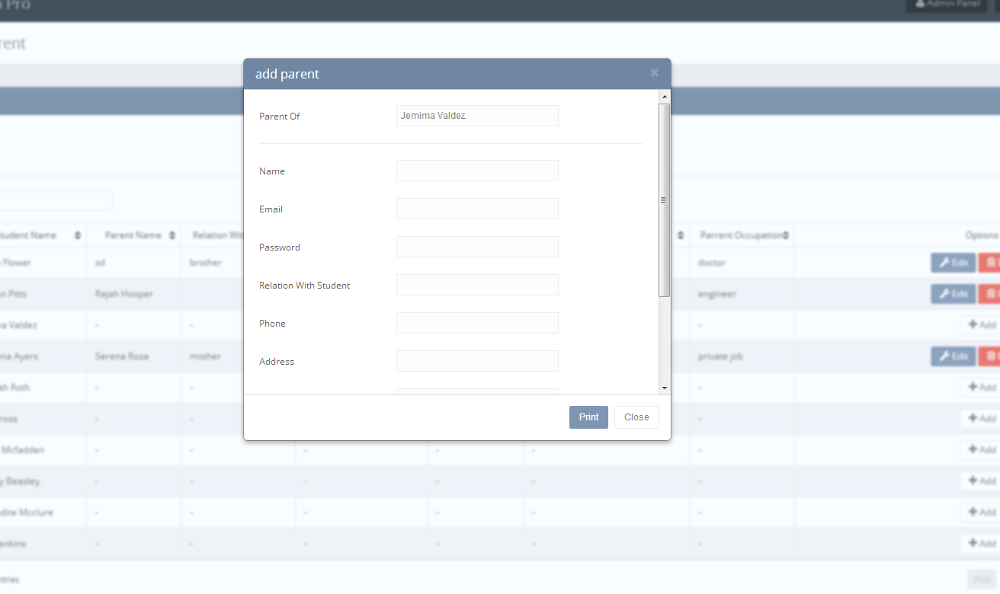 Pro
Admin Panel
rent
add parent
Parent Of Jemima Valdez
Name
Email
Password
Relation With Student
Phone
Address
Print Close
Student Name Parent Name Relation Wit Parrent Occupation Options
Flower sd brother doctor Edit
n Pitts Rajah Hooper engineer Edit
na Valdez - - - Add
na Ayers Serena Rosa mother private job Edit
ah Roth - - - Add
ross - - - Add
Mcfadden - - - - - - Add
y Beasley - - - - - - Add
dite Mcclure - - - - - - Add
enkins - - - - - - Add
ntries First